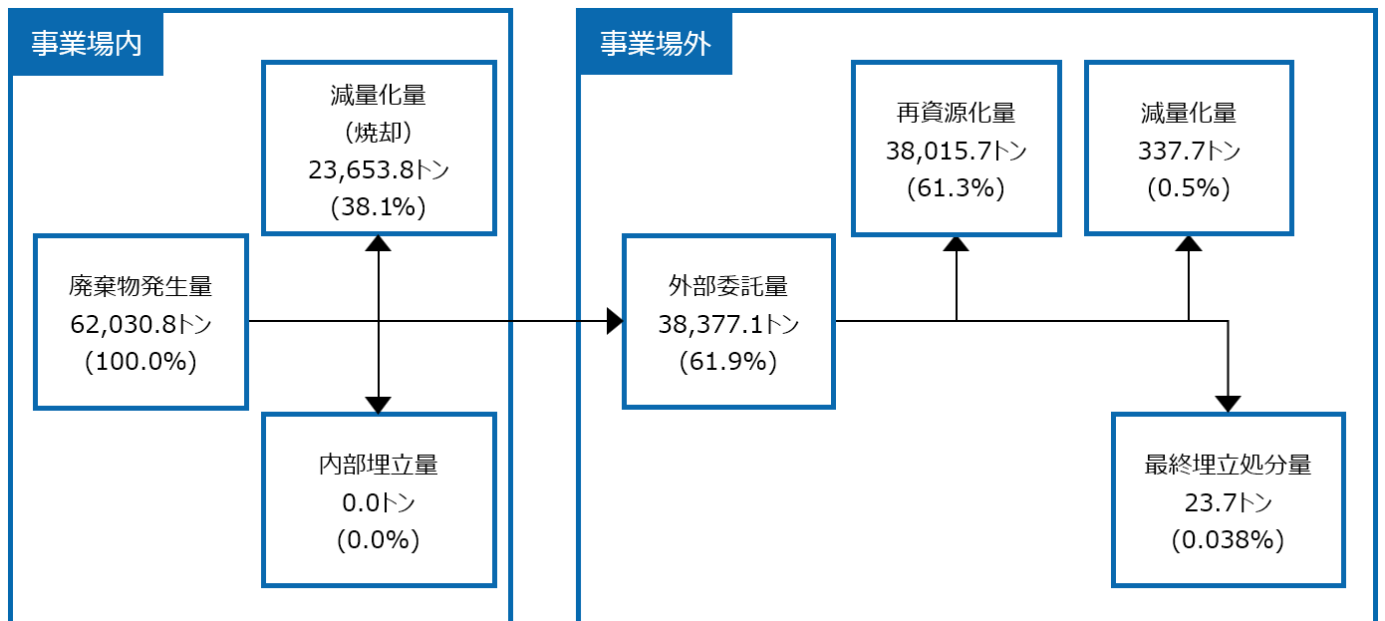 事業場内
減量化量
(焼却)
23,653.8トン
(38.1%)
廃棄物発生量
62,030.8トン
(100.0%)
内部埋立量
0.0トン
(0.0%)
事業場外
外部委託量
38,377.1トン
(61.9%)
再資源化量
38,015.7トン
(61.3%)
減量化量
337.7トン
(0.5%)
最終埋立処分量
23.7トン
(0.038%)